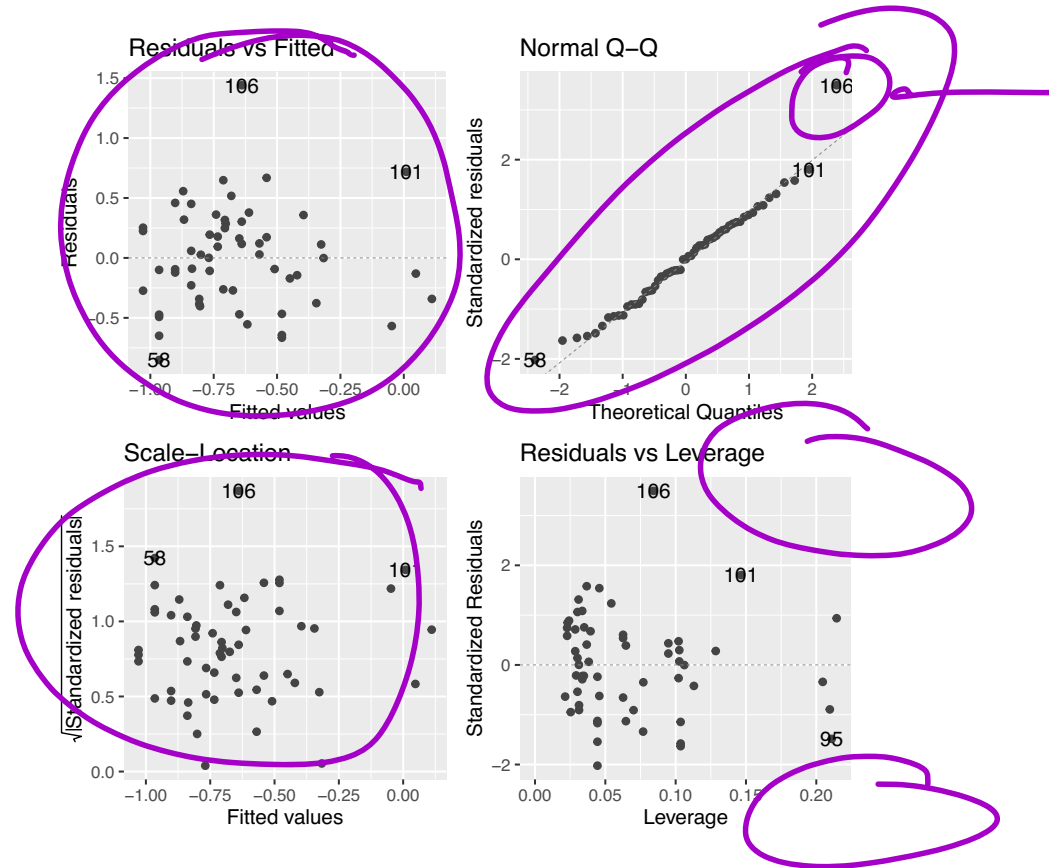 Residuals vs Fitted
Residuals
1.5
1.0
0.5
0.0
−0.5
106
101
58
−1.00 −0.75 −0.50 −0.25 0.00
Fitted values
Normal Q−Q
Standardized residuals
2
0
−2
106
101
58
−2 −1 0 1 2
Theoretical Quantiles
Scale−Location
√|Standardized residuals|
1.5
1.0
0.5
0.0
106
58
101
−1.00 −0.75 −0.50 −0.25 0.00
Fitted values
Residuals vs Leverage
Standardized Residuals
2
0
−2
106
101
95
0.00 0.05 0.10 0.15 0.20
Leverage